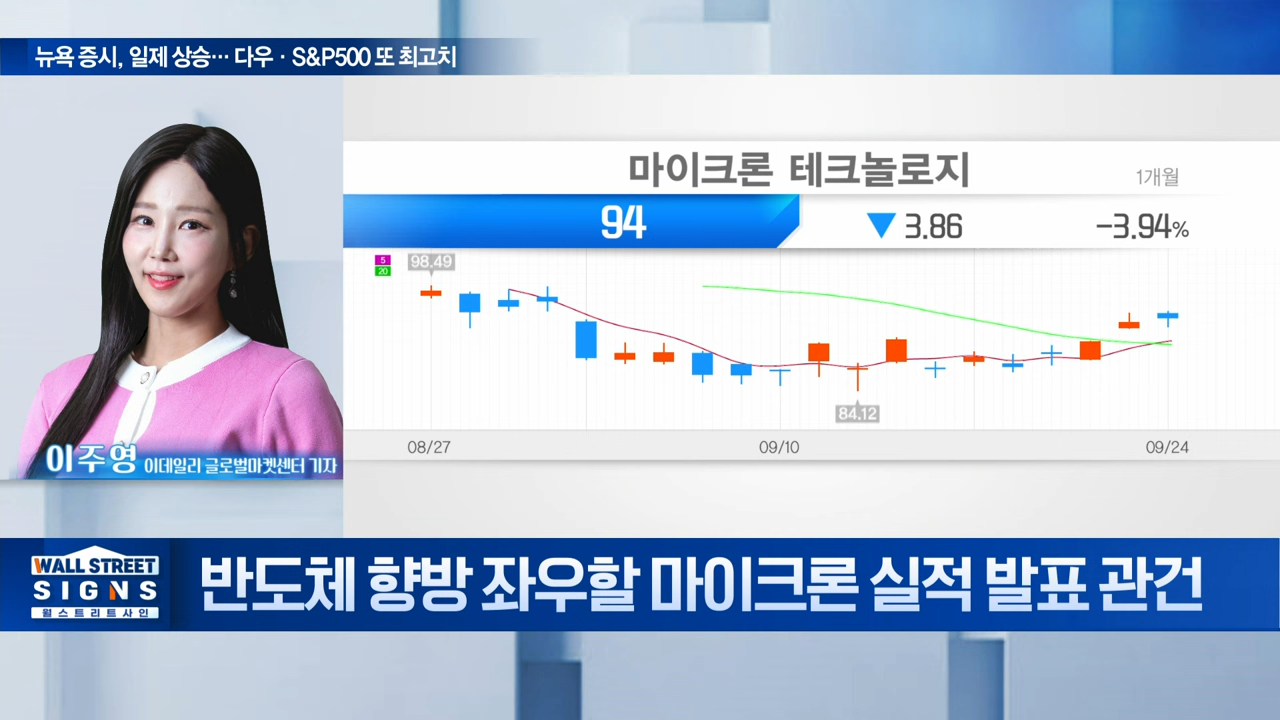 뉴욕 증시, 일제 상승… 다우 · S&P500 또 최고치
마이크론 테크놀로지
1개월
94 ▼ 3.86 -3.94%
5
20
98.49
84.12
08/27 09/10 09/24
이주영 이데일리 글로벌마켓센터 기자
WALL STREET
SIGNS
월스트리트사인
반도체 향방 좌우할 마이크론 실적 발표 관건